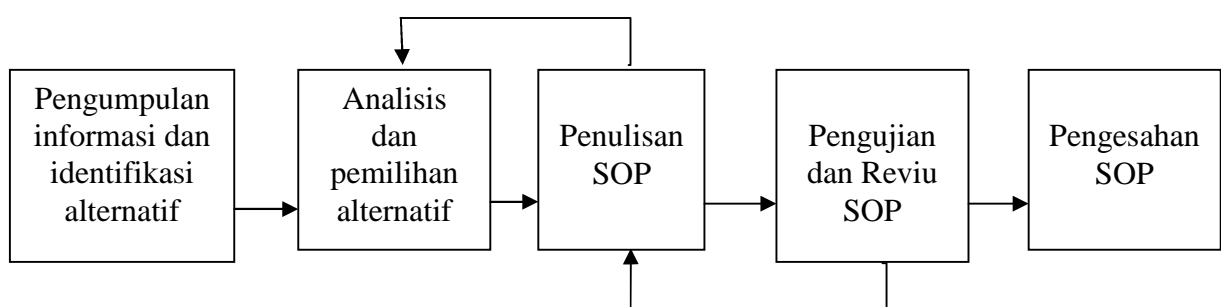 Pengumpulan
informasi dan
identifikasi
alternatif
Analisis
dan
pemilihan
alternatif
Penulisan
SOP
Pengujian
dan Reviu
SOP
Pengesahan
SOP